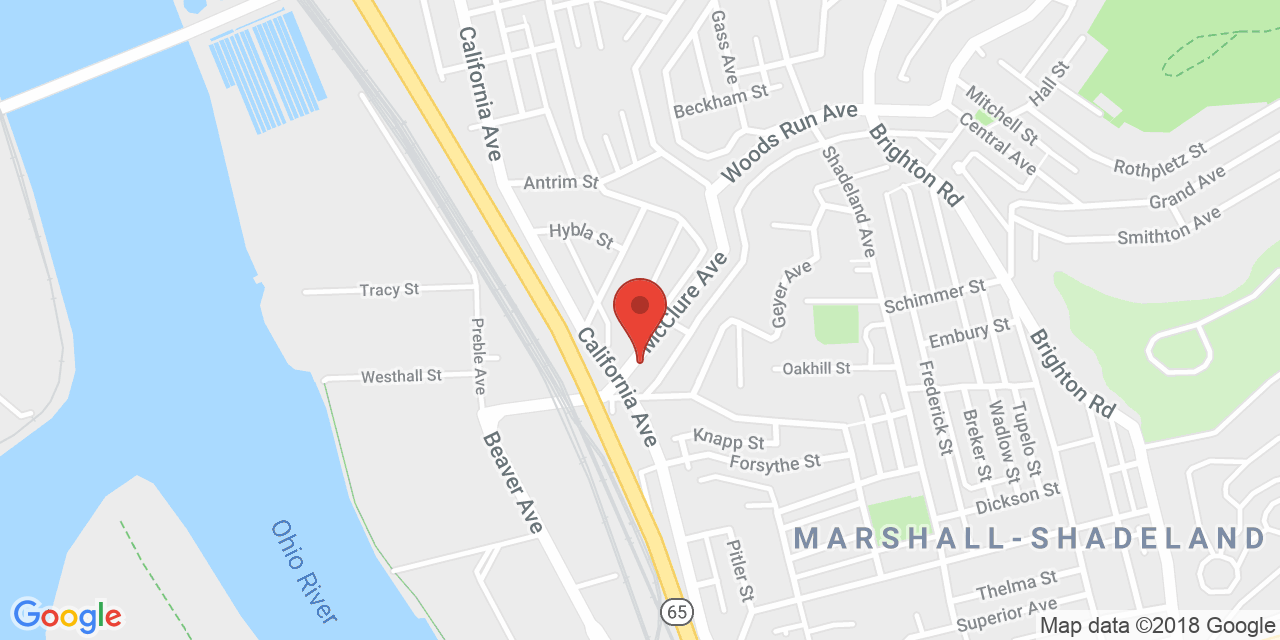 California Ave
Gass Ave
Beckham St
Woods Run Ave
Hall St
Mitchell St
Central Ave
Brighton Rd
Rothpletz St
Grand Ave
Smithton Ave
Antrim St
Shadeland Ave
Hybla St
McClure Ave
Geyer Ave
Tracy St
Schimmer St
Embury St
Preble Ave
California Ave
Westhall St
Oakhill St
Brighton Rd
Frederick St
Breker St
Wadlow St
Tupelo St
Knapp St
Forsythe St
Beaver Ave
Dickson St
MARSHALL-SHADELAND
Ohio River
Pitler St
Thelma St
Superior Ave
65
Google
Map data ©2018 Google